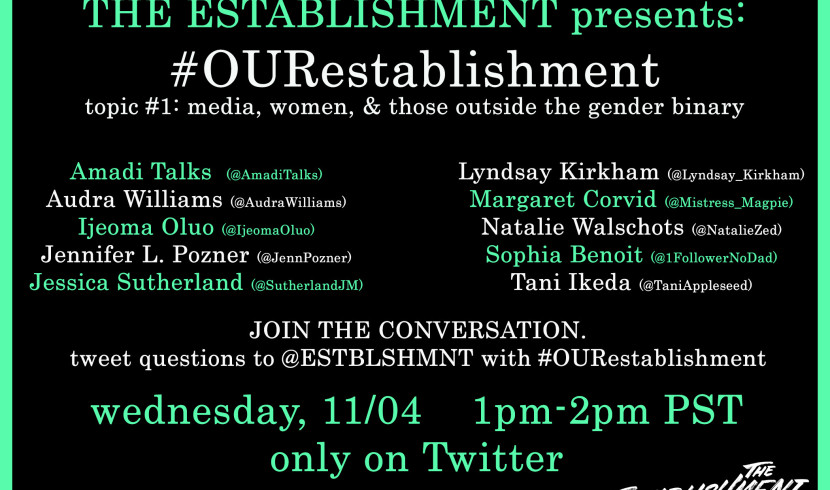 THE ESTABLISHMENT presents:
#OURestablishment
topic #1: media, women, & those outside the gender binary
Amadi Talks (@AmadiTalks)
Audra Williams (@AudraWilliams)
Ijeoma Oluo (@IjeomaOluo)
Jennifer L. Pozner (@JennPozner)
Jessica Sutherland (@SutherlandJM)
Lyndsay Kirkham (@Lyndsay_Kirkham)
Margaret Corvid (@Mistress_Magpie)
Natalie Walschots (@NatalieZed)
Sophia Benoit (@1FollowerNoDad)
Tani Ikeda (@TaniAppleseed)
JOIN THE CONVERSATION.
tweet questions to @ESTBLSHMNT with #OURestablishment
wednesday, 11/04 1pm-2pm PST
only on Twitter
THE